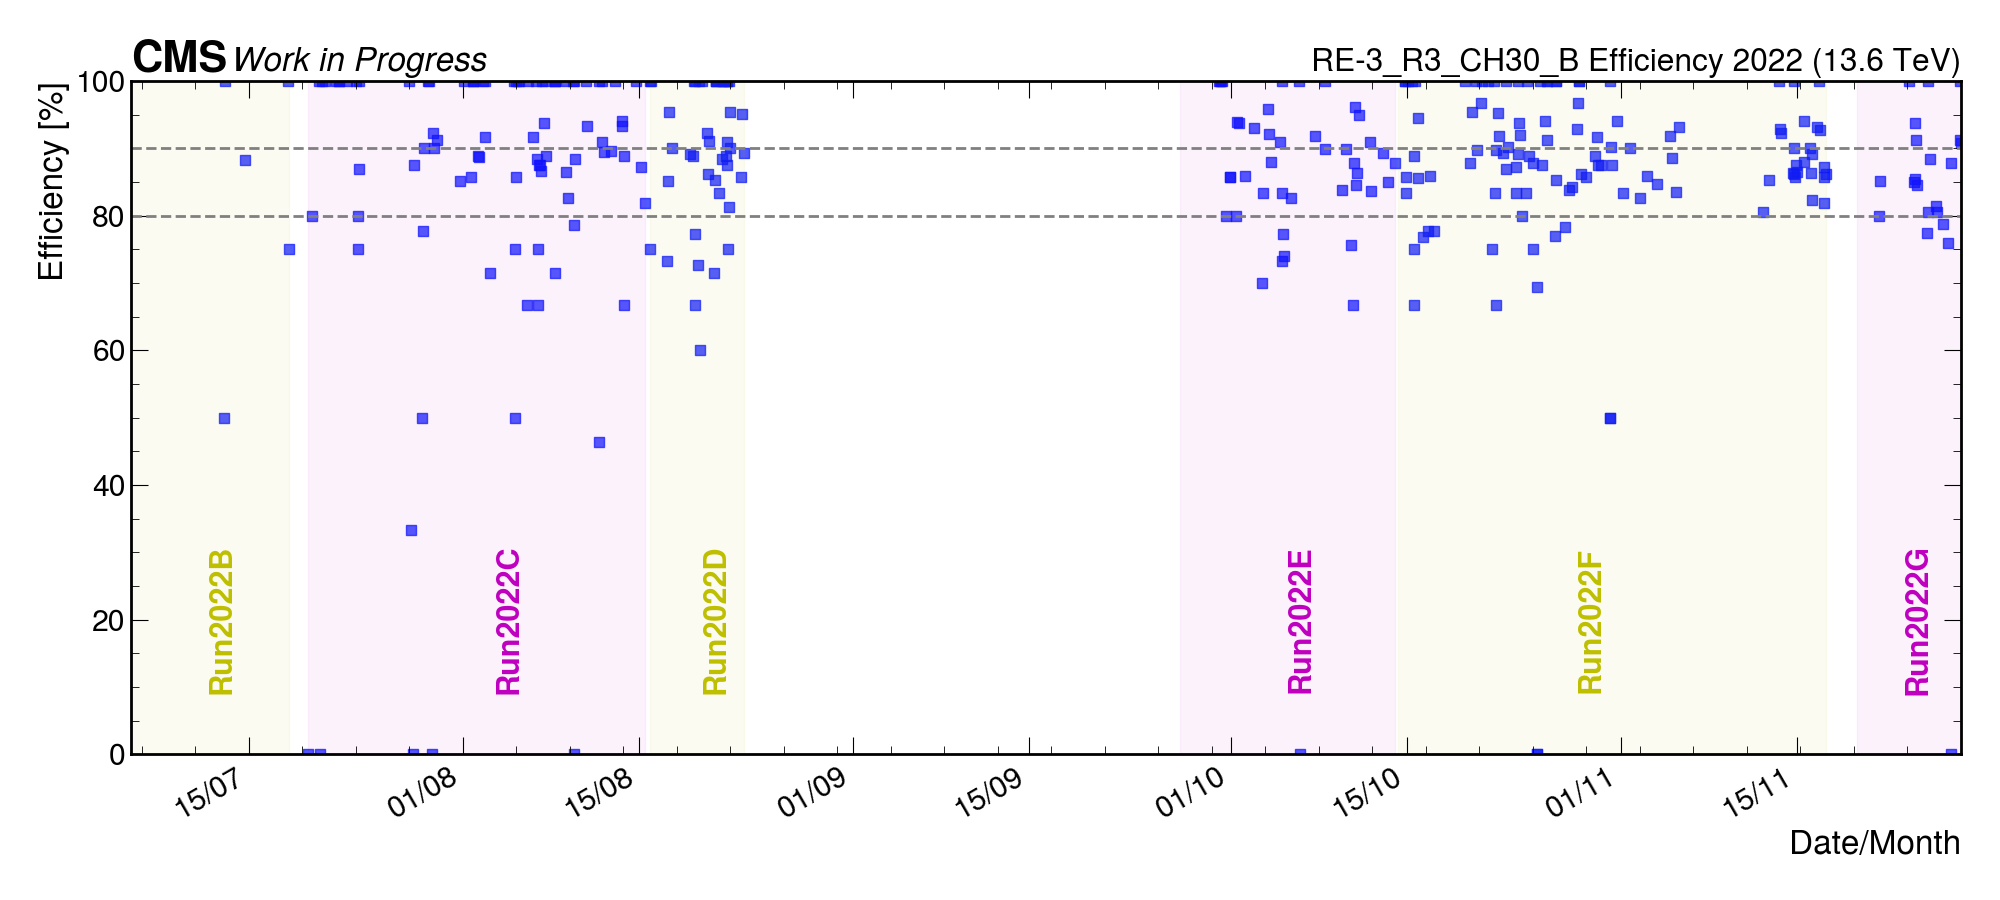 CMS Work in Progress
RE-3_R3_CH30_B Efficiency 2022 (13.6 TeV)
Efficiency [%]
100
80
60
40
20
0
Run2022B
Run2022C
Run2022D
Run2022E
Run2022F
Run2022G
15/07
01/08
15/08
01/09
15/09
01/10
15/10
01/11
15/11
Date/Month